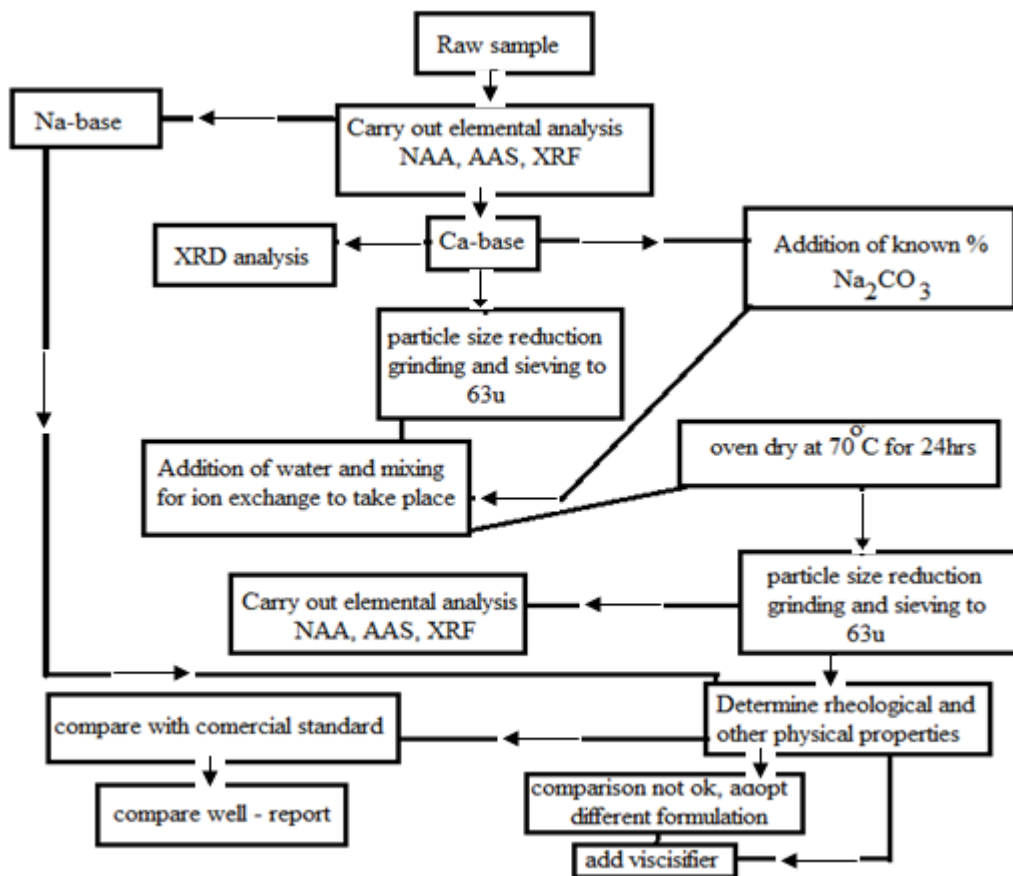 Raw sample
Na-base
Carry out elemental analysis
NAA, AAS, XRF
XRD analysis
Ca-base
Addition of known %
Na2CO3
particle size reduction
grinding and sieving to
63u
oven dry at 70°C for 24hrs
Addition of water and mixing
for ion exchange to take place
Carry out elemental analysis
NAA, AAS, XRF
particle size reduction
grinding and sieving to
63u
compare with comercial standard
Determine rheological and
other physical properties
compare well - report
comparison not ok, adopt
different formulation
add viscisifier